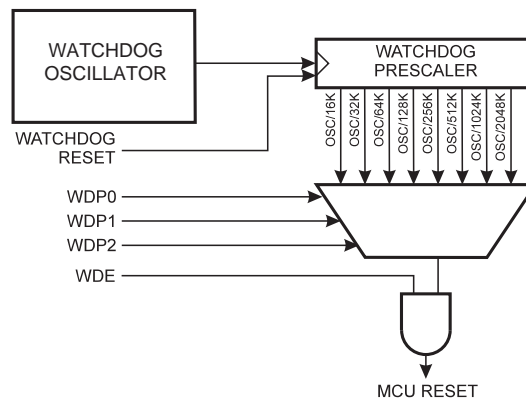 WATCHDOG
OSCILLATOR
WATCHDOG
PRESCALER
WATCHDOG
RESET
OSC/16K
OSC/32K
OSC/64K
OSC/128K
OSC/256K
OSC/512K
OSC/1024K
OSC/2048K
WDP0
WDP1
WDP2
WDE
MCU RESET